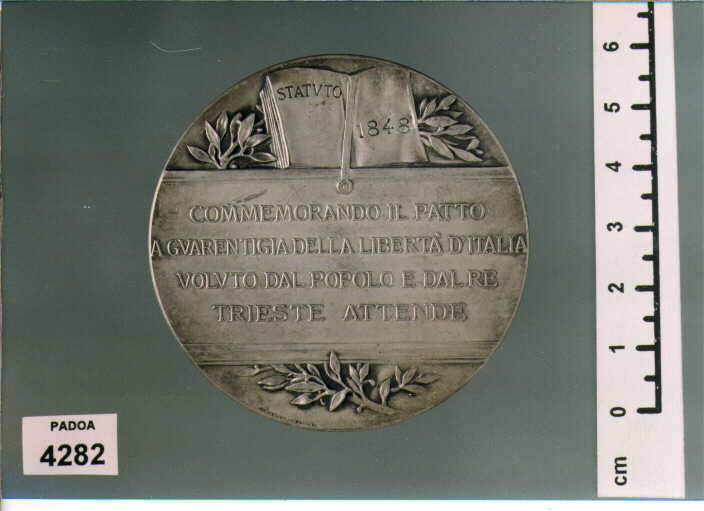 STATVTO
1848
COMMEMORANDO IL PATTO
A GVARENTIGIA DELLA LIBERTÀ D'ITALIA
VOLVTO DAL POPOLO E DAL RE
TRIESTE ATTENDE
PADOA
4282
6
5
4
3
2
1
0
cm